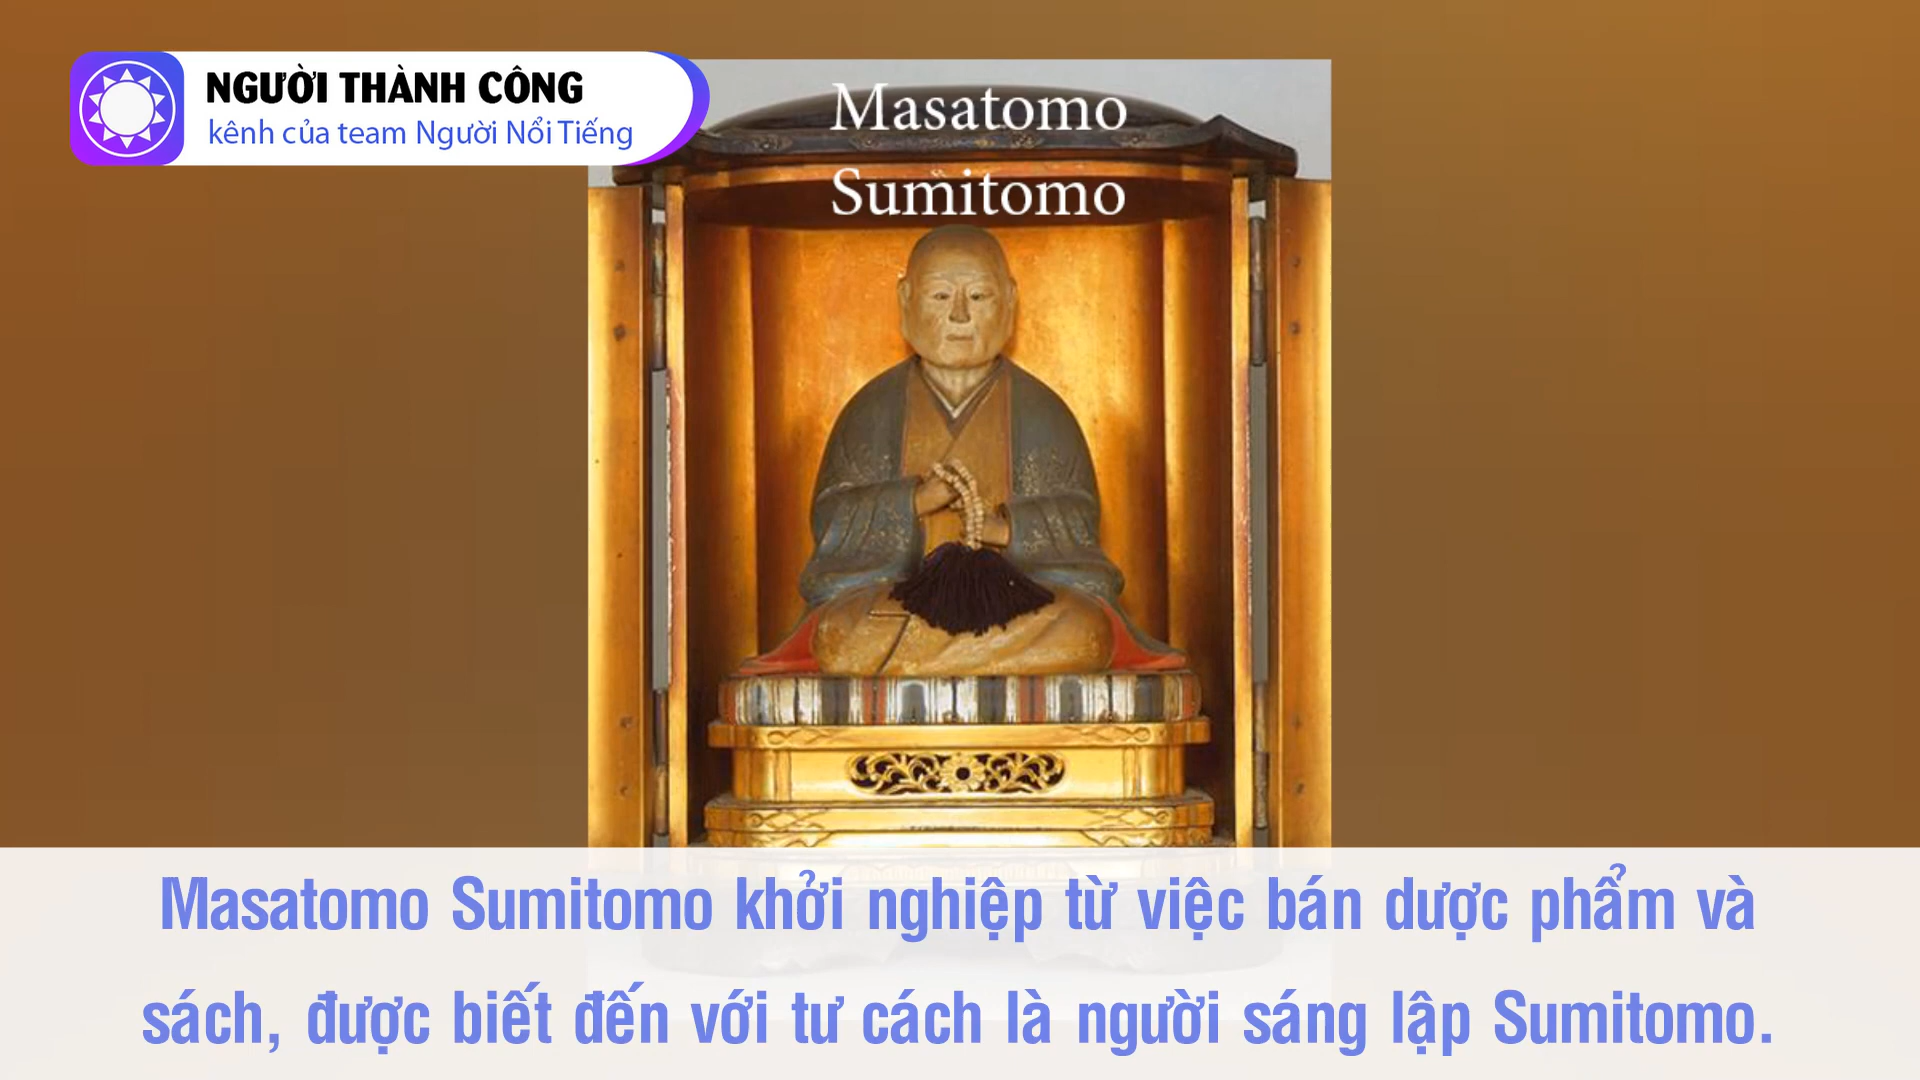 NGƯỜI THÀNH CÔNG
kênh của team Người Nổi Tiếng
Masatomo
Sumitomo
Masatomo Sumitomo khởi nghiệp từ việc bán dược phẩm và
sách, được biết đến với tư cách là người sáng lập Sumitomo.